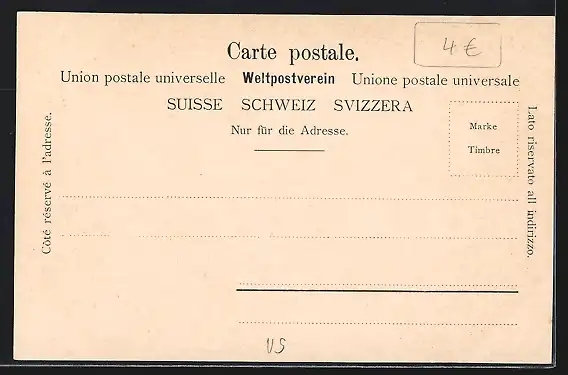 4 €
Carte postale.
Union postale universelle Weltpostverein Unione postale universale
SUISSE SCHWEIZ SVIZZERA
Nur für die Adresse.
Marke
Timbre
Côté réservé à l'adresse.
Lato riservato all indirizzo.
VS